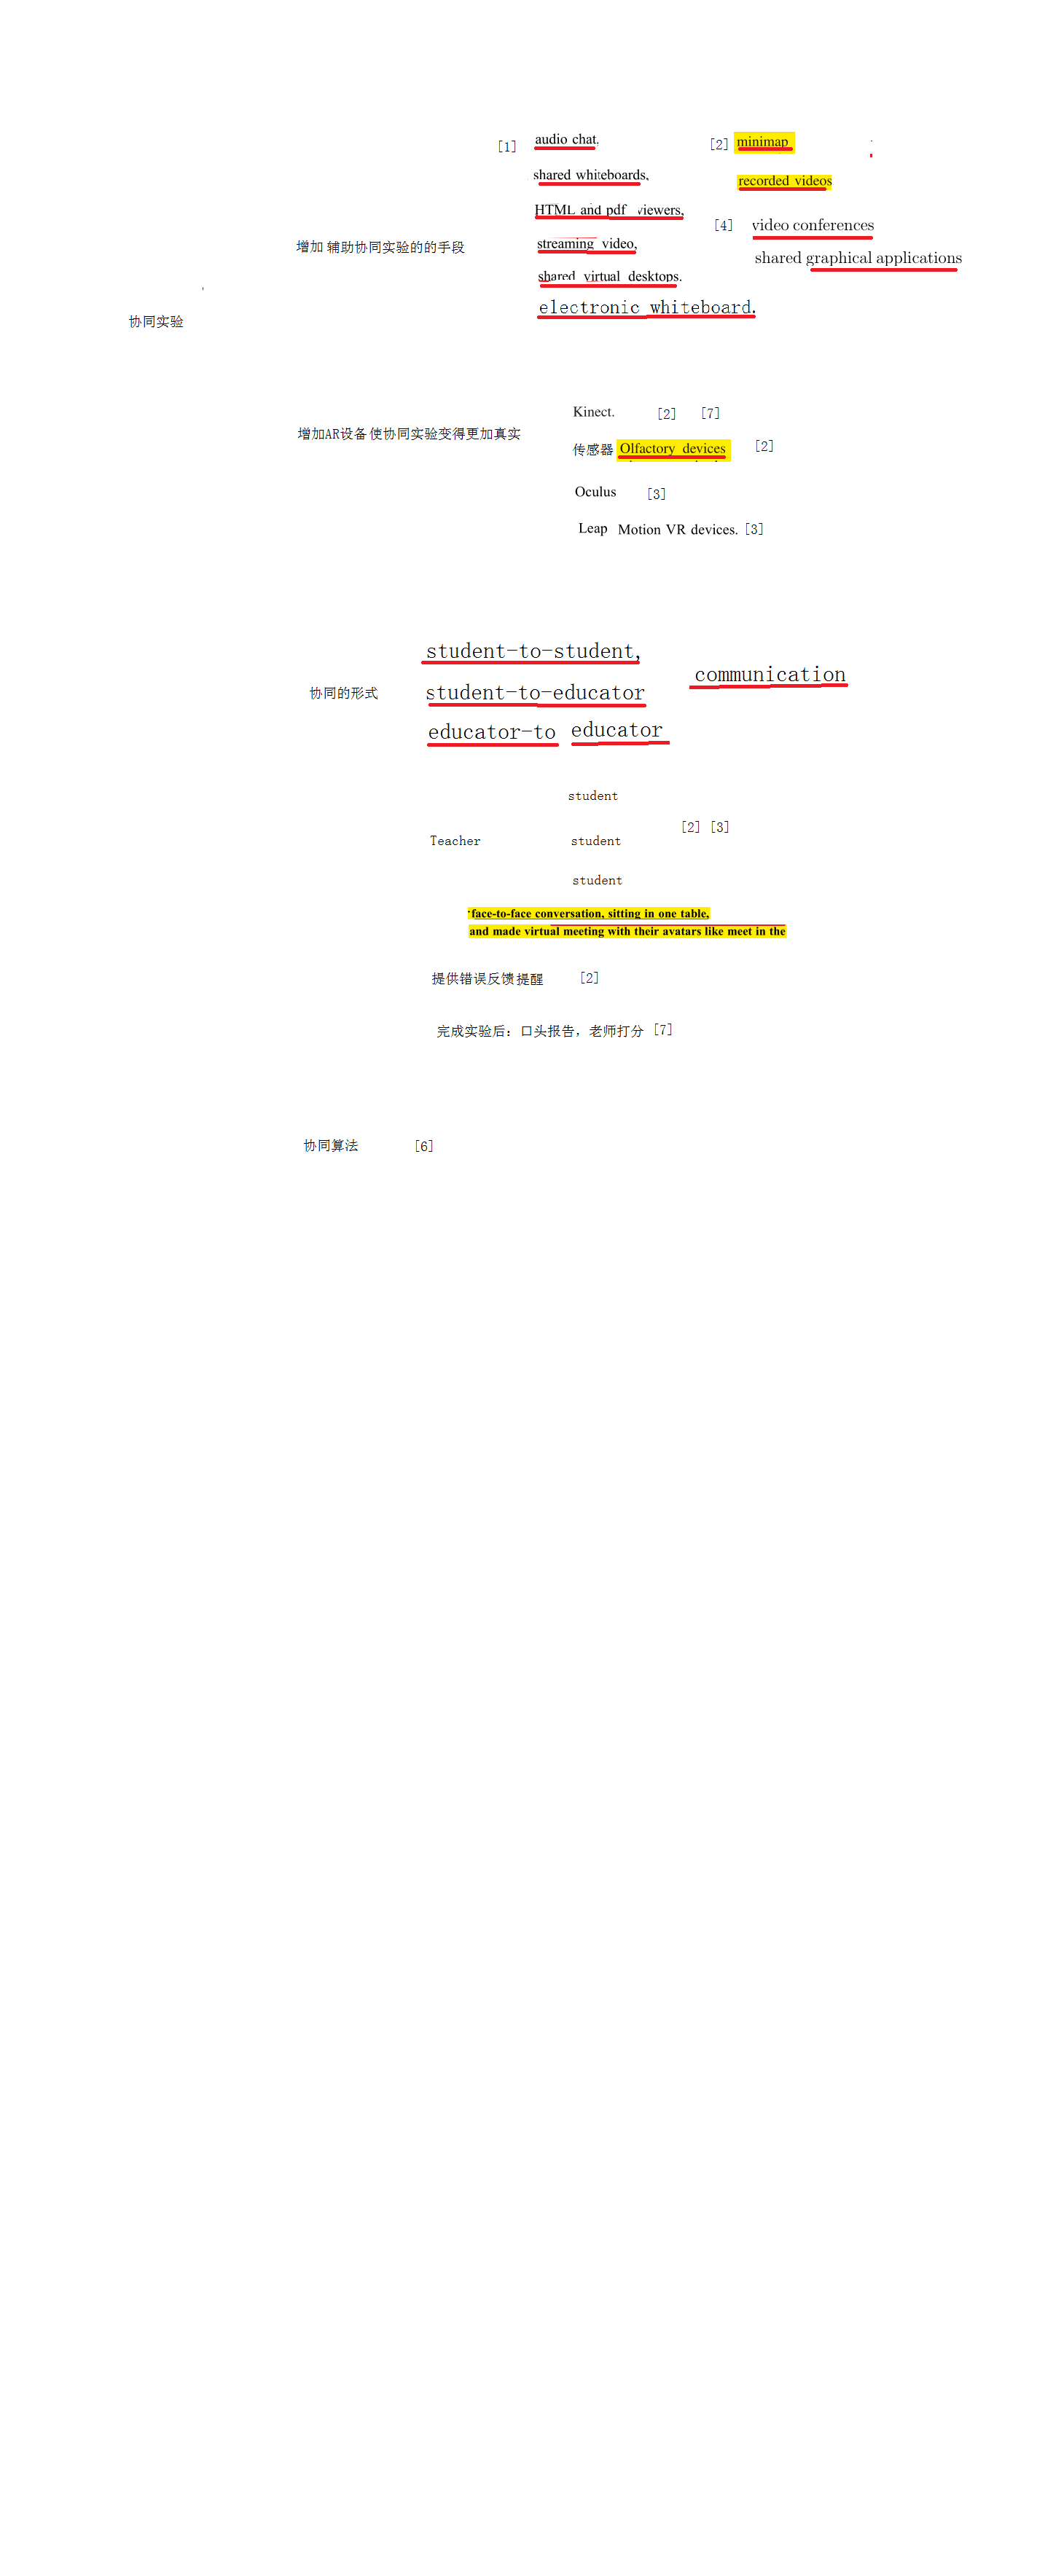 [1] audio chat. [2] minimap
shared whiteboards, recorded videos
HTML and pdf viewers, [4] video conferences
增加 辅助协同实验的的手段 streaming video, shared graphical applications
shared virtual desktops.
electronic whiteboard.
协同实验
Kinect. [2] [7]
增加AR设备 使协同实验变得更加真实
传感器 Olfactory devices [2]
Oculus [3]
Leap Motion VR devices. [3]
student-to-student,
communication
协同的形式 student-to-educator
educator-to educator
student
[2] [3]
Teacher student
student
face-to-face conversation, sitting in one table,
and made virtual meeting with their avatars like meet in the
提供错误反馈 提醒 [2]
完成实验后：口头报告，老师打分 [7]
协同算法 [6]